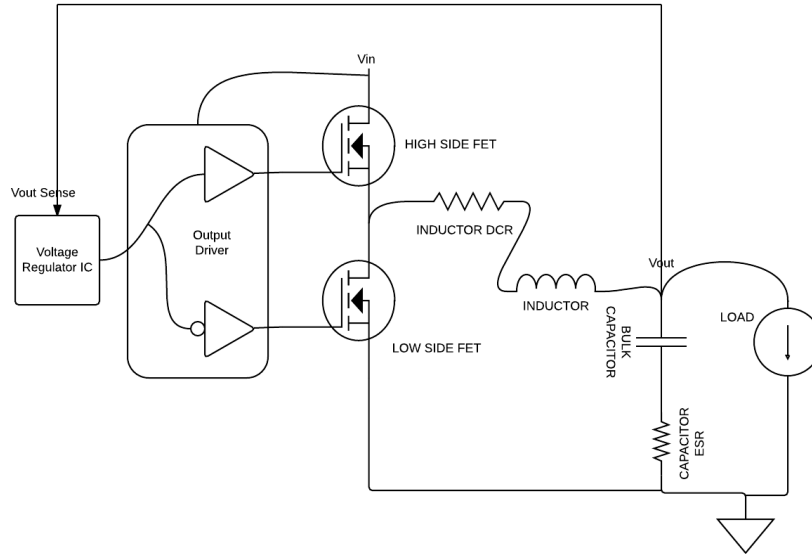 Vin
HIGH SIDE FET
Vout Sense
Voltage
Regulator IC
Output
Driver
INDUCTOR DCR
Vout
INDUCTOR
BULK
CAPACITOR
LOAD
LOW SIDE FET
CAPACITOR
ESR